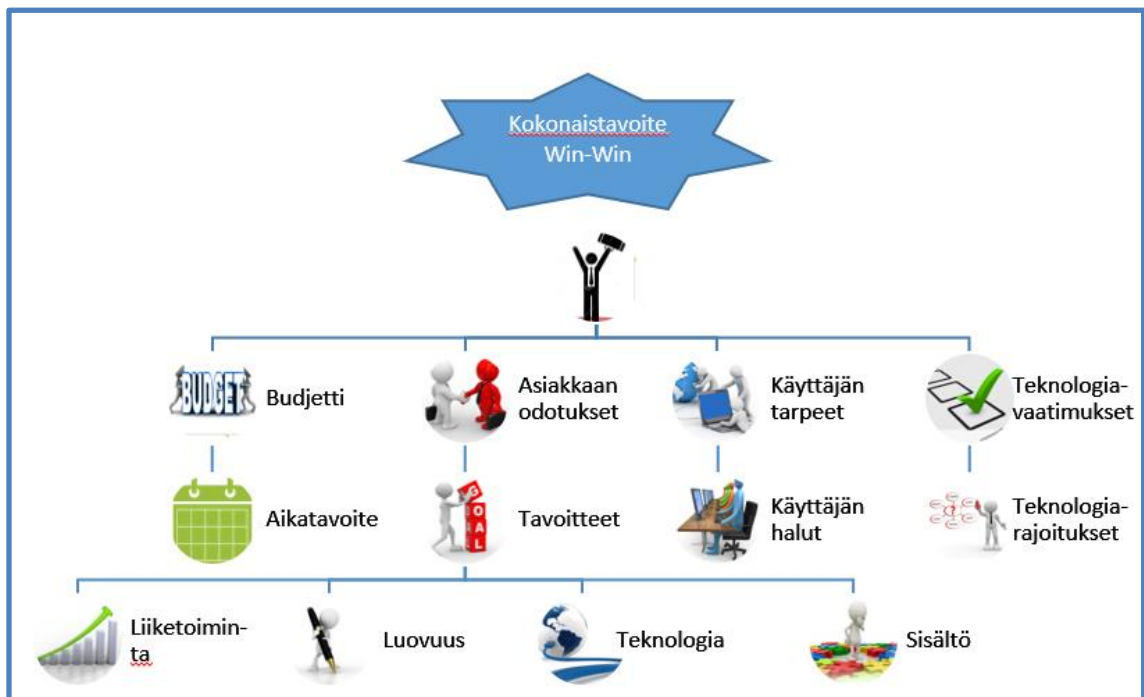 Kokonaistavoite
Win-Win
BUDGET
Budjetti
Asiakkaan
odotukset
Käyttäjän
tarpeet
Teknologia-
vaatimukset
Aikatavoite
GOAL
Tavoitteet
Käyttäjän
halut
Teknologia-
rajoitukset
Liiketoimin-
ta
Luovuus
Teknologia
Sisältö